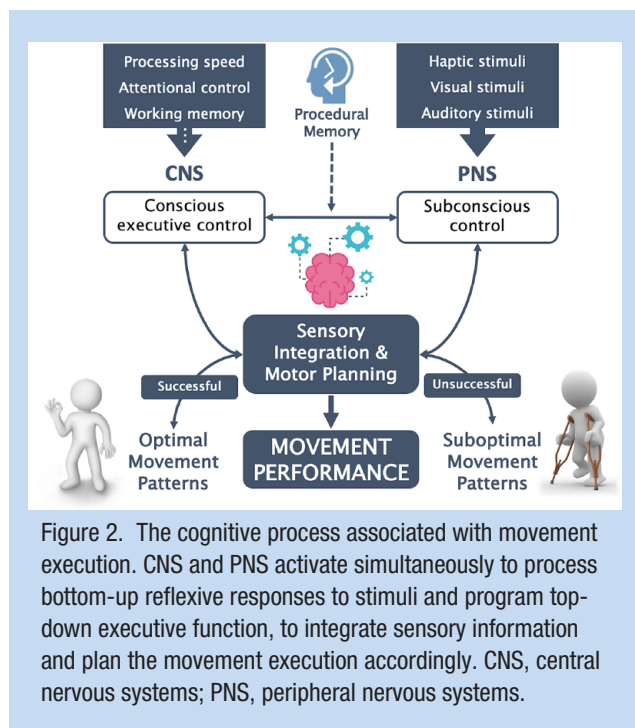 Processing speed
Attentional control
Working memory
Procedural
Memory
Haptic stimuli
Visual stimuli
Auditory stimuli
CNS
PNS
Conscious
executive control
Subconscious
control
Sensory
Integration &
Motor Planning
Successful
Unsuccessful
Optimal
Movement
Patterns
MOVEMENT
PERFORMANCE
Suboptimal
Movement
Patterns
Figure 2. The cognitive process associated with movement
execution. CNS and PNS activate simultaneously to process
bottom-up reflexive responses to stimuli and program top-
down executive function, to integrate sensory information
and plan the movement execution accordingly. CNS, central
nervous systems; PNS, peripheral nervous systems.